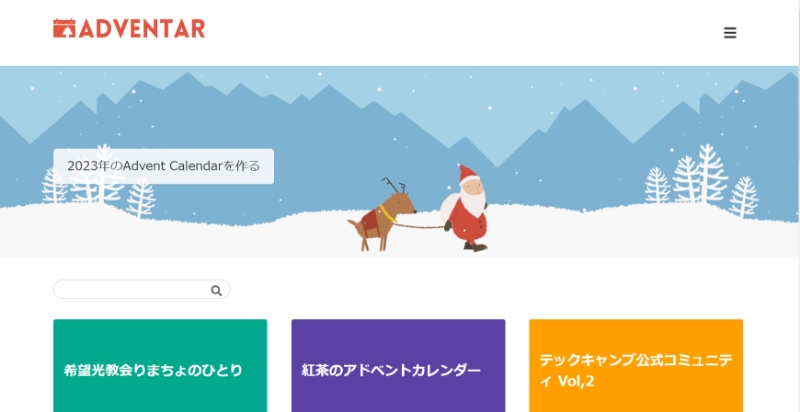 ADVENTAR
2023年のAdvent Calendarを作る
希望光教会りまちょのひとり
紅茶のアドベントカレンダー
テックキャンプ公式コミュニテ
ィ Vol,2